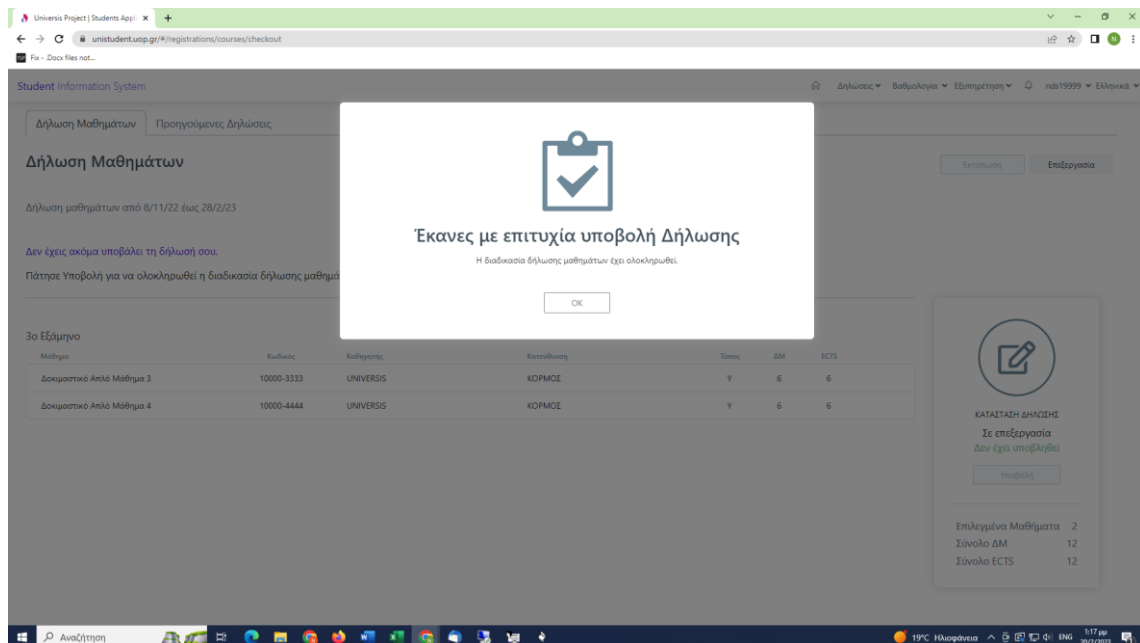 Universis Project | Students Appli
unistudent.uop.gr/#/registrations/courses/checkout
Fix - .Docx files not...
Student Information System
Δηλώσεις Βαθμολογία Εξυπηρέτηση nds19999 Ελληνικά
Δήλωση Μαθημάτων Προηγούμενες Δηλώσεις
Δήλωση Μαθημάτων
Εκτύπωση Επεξεργασία
Δήλωση μαθημάτων από 8/11/22 έως 28/2/23
Έκανες με επιτυχία υποβολή Δήλωσης
Η διαδικασία δήλωσης μαθημάτων έχει ολοκληρωθεί.
OK
Δεν έχεις ακόμα υποβάλει τη δήλωσή σου.
Πάτησε Υποβολή για να ολοκληρωθεί η διαδικασία δήλωσης μαθημά
3ο Εξάμηνο
Μάθημα Κωδικός Καθηγητής Κατεύθυνση Τύπος ΔΜ ECTS
Δοκιμαστικό Απλό Μάθημα 3 10000-3333 UNIVERSIS ΚΟΡΜΟΣ Υ 6 6
Δοκιμαστικό Απλό Μάθημα 4 10000-4444 UNIVERSIS ΚΟΡΜΟΣ Υ 6 6
ΚΑΤΑΣΤΑΣΗ ΔΗΛΩΣΗΣ
Σε επεξεργασία
Δεν έχει υποβληθεί
Υποβολή
Επιλεγμένα Μαθήματα 2
Σύνολο ΔΜ 12
Σύνολο ECTS 12
Αναζήτηση
19°C Ηλιοφάνεια ENG 1:17 μμ
20/2/2023